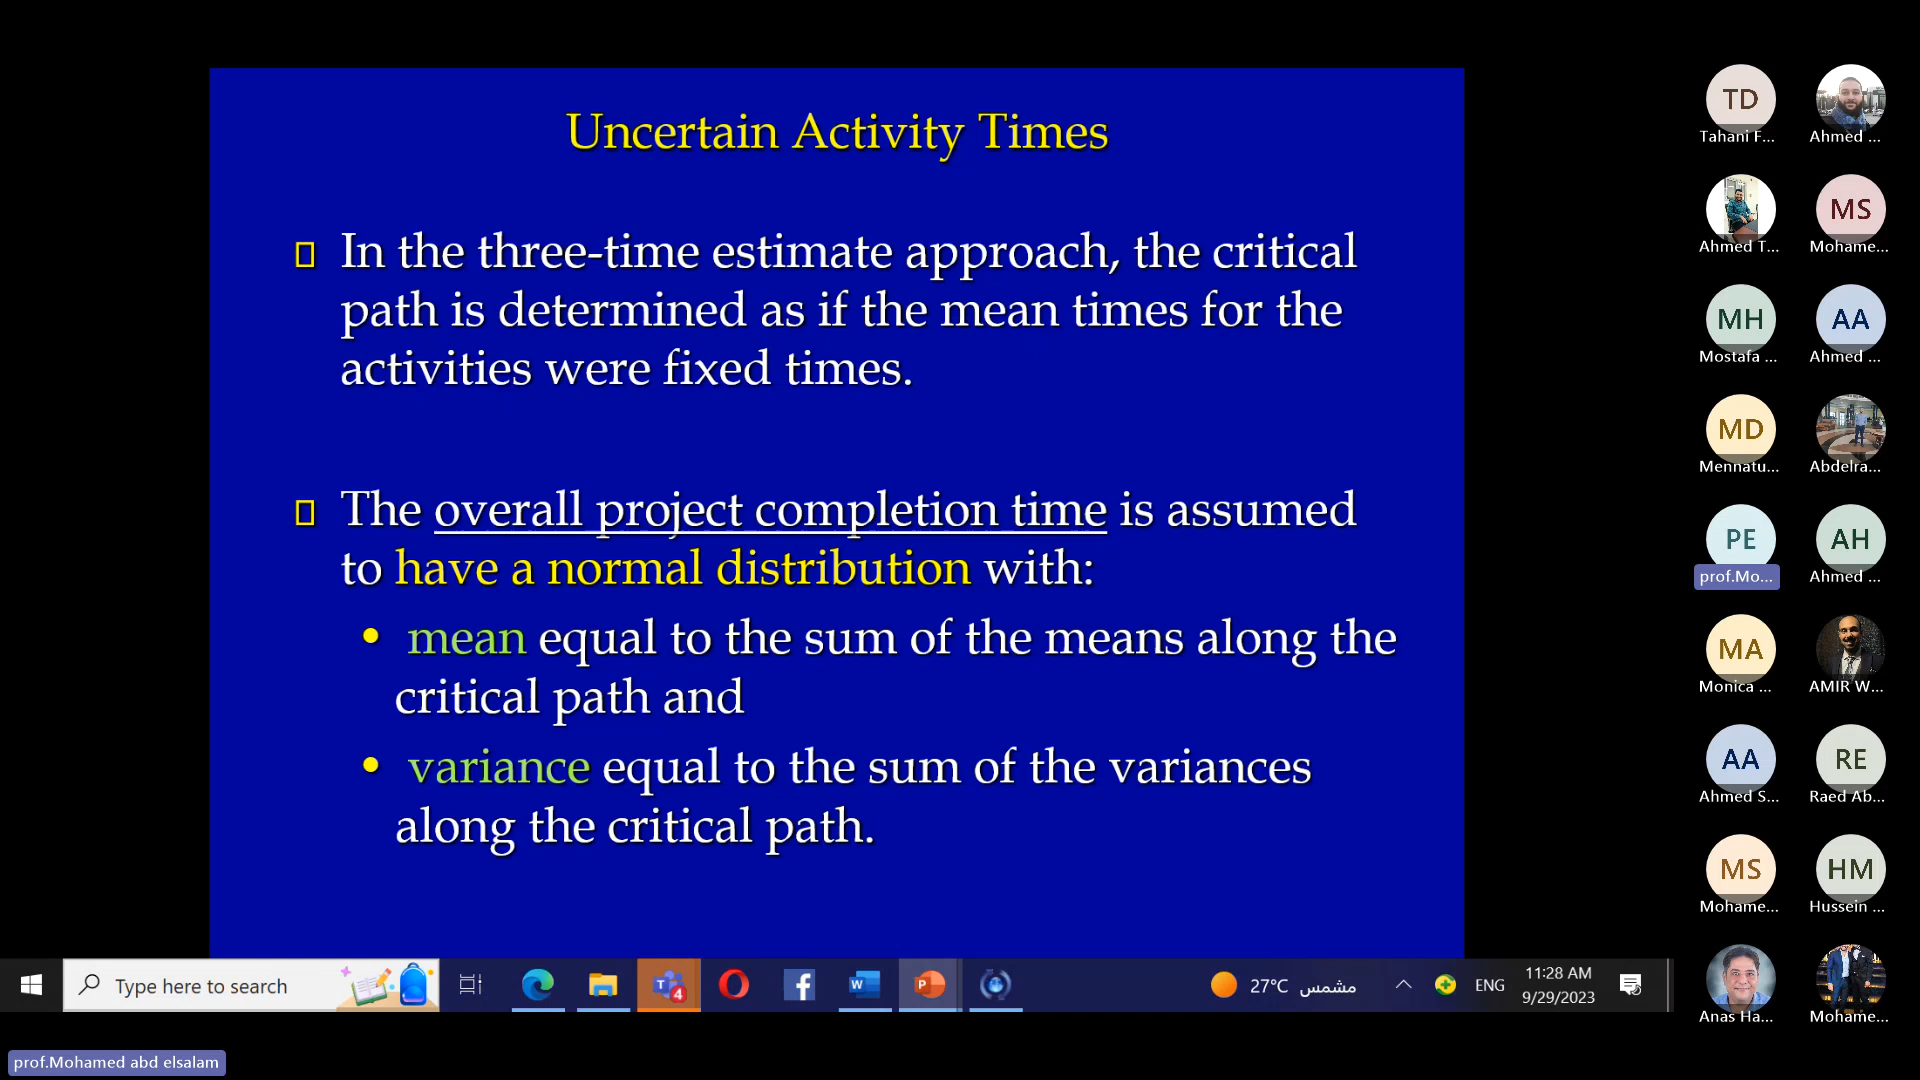 Uncertain Activity Times
In the three-time estimate approach, the critical
path is determined as if the mean times for the
activities were fixed times.
The overall project completion time is assumed
to have a normal distribution with:
• mean equal to the sum of the means along the
critical path and
• variance equal to the sum of the variances
along the critical path.
TD
Tahani F...
Ahmed ...
Ahmed T...
MS
Mohame...
MH
Mostafa ...
AA
Ahmed ...
MD
Mennatu...
Abdelra...
PE
prof.Mo...
AH
Ahmed ...
MA
Monica ...
AMIR W...
AA
Ahmed S...
RE
Raed Ab...
MS
Mohame...
HM
Hussein ...
Anas Ha...
Mohame...
Type here to search
T
4
W
P
27°C مشمس
ENG
11:28 AM
9/29/2023
prof.Mohamed abd elsalam